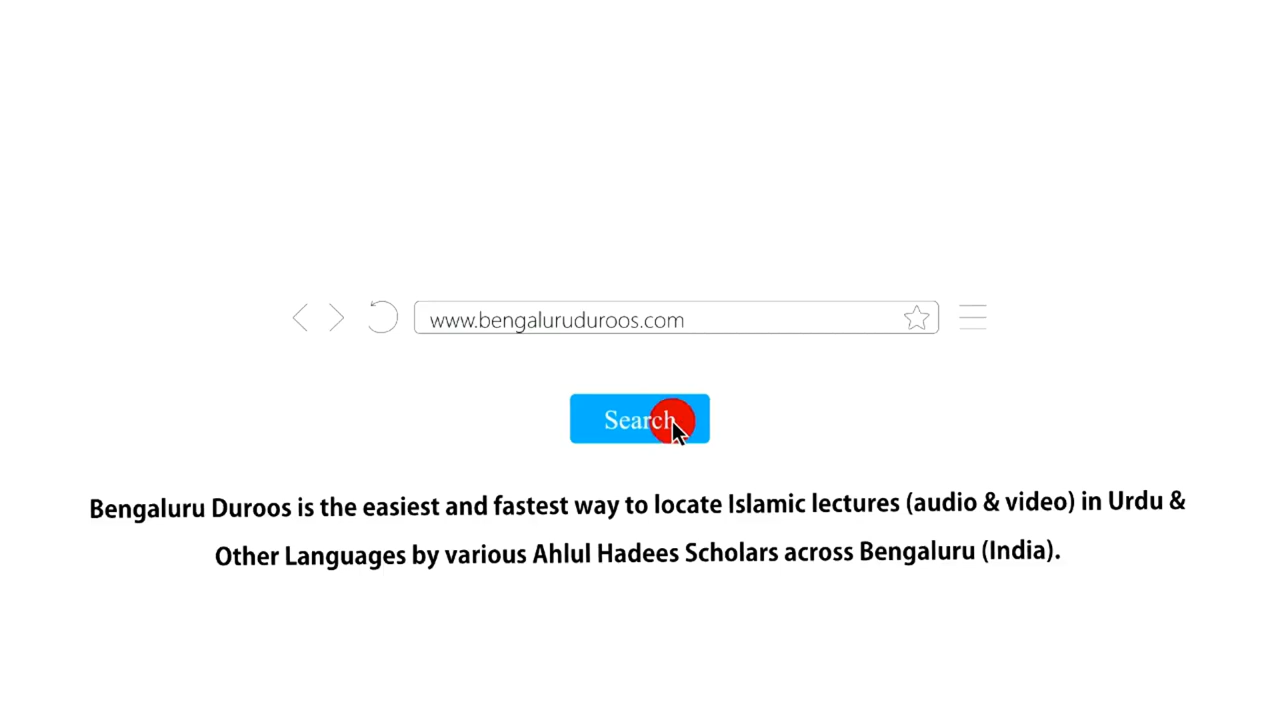 www.bengaluruduroos.com
Search
Bengaluru Duroos is the easiest and fastest way to locate Islamic lectures (audio & video) in Urdu &
Other Languages by various Ahlul Hadees Scholars across Bengaluru (India).